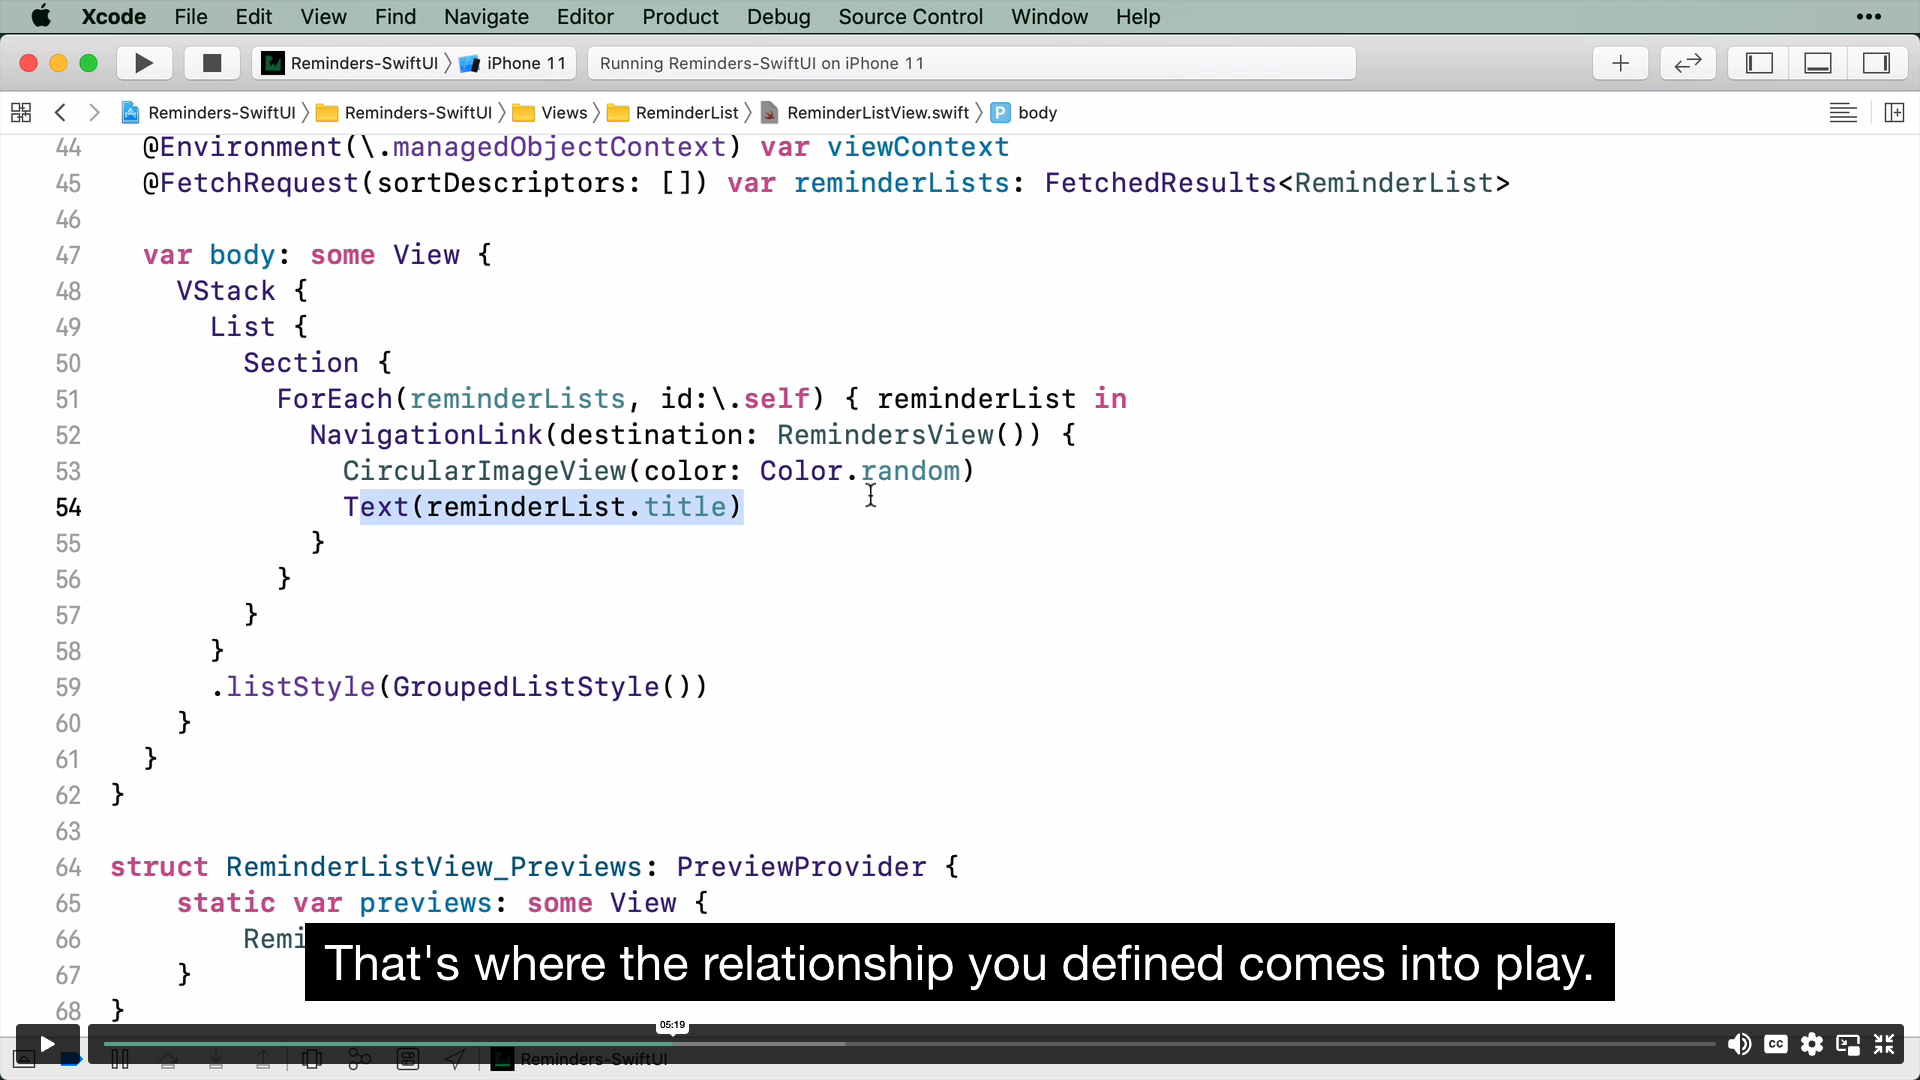 Xcode File Edit View Find Navigate Editor Product Debug Source Control Window Help
Reminders-SwiftUI iPhone 11 Running Reminders-SwiftUI on iPhone 11
Reminders-SwiftUI Reminders-SwiftUI Views ReminderList ReminderListView.swift P body
44 @Environment(\.managedObjectContext) var viewContext
45 @FetchRequest(sortDescriptors: []) var reminderLists: FetchedResults<ReminderList>
46
47 var body: some View {
48 VStack {
49 List {
50 Section {
51 ForEach(reminderLists, id:\.self) { reminderList in
52 NavigationLink(destination: RemindersView()) {
53 CircularImageView(color: Color.random)
54 Text(reminderList.title)
55 }
56 }
57 }
58 }
59 .listStyle(GroupedListStyle())
60 }
61 }
62 }
63
64 struct ReminderListView_Previews: PreviewProvider {
65 static var previews: some View {
66 Remi
That's where the relationship you defined comes into play.
67 }
68 }
05:19
CC
Reminders-SwiftUI